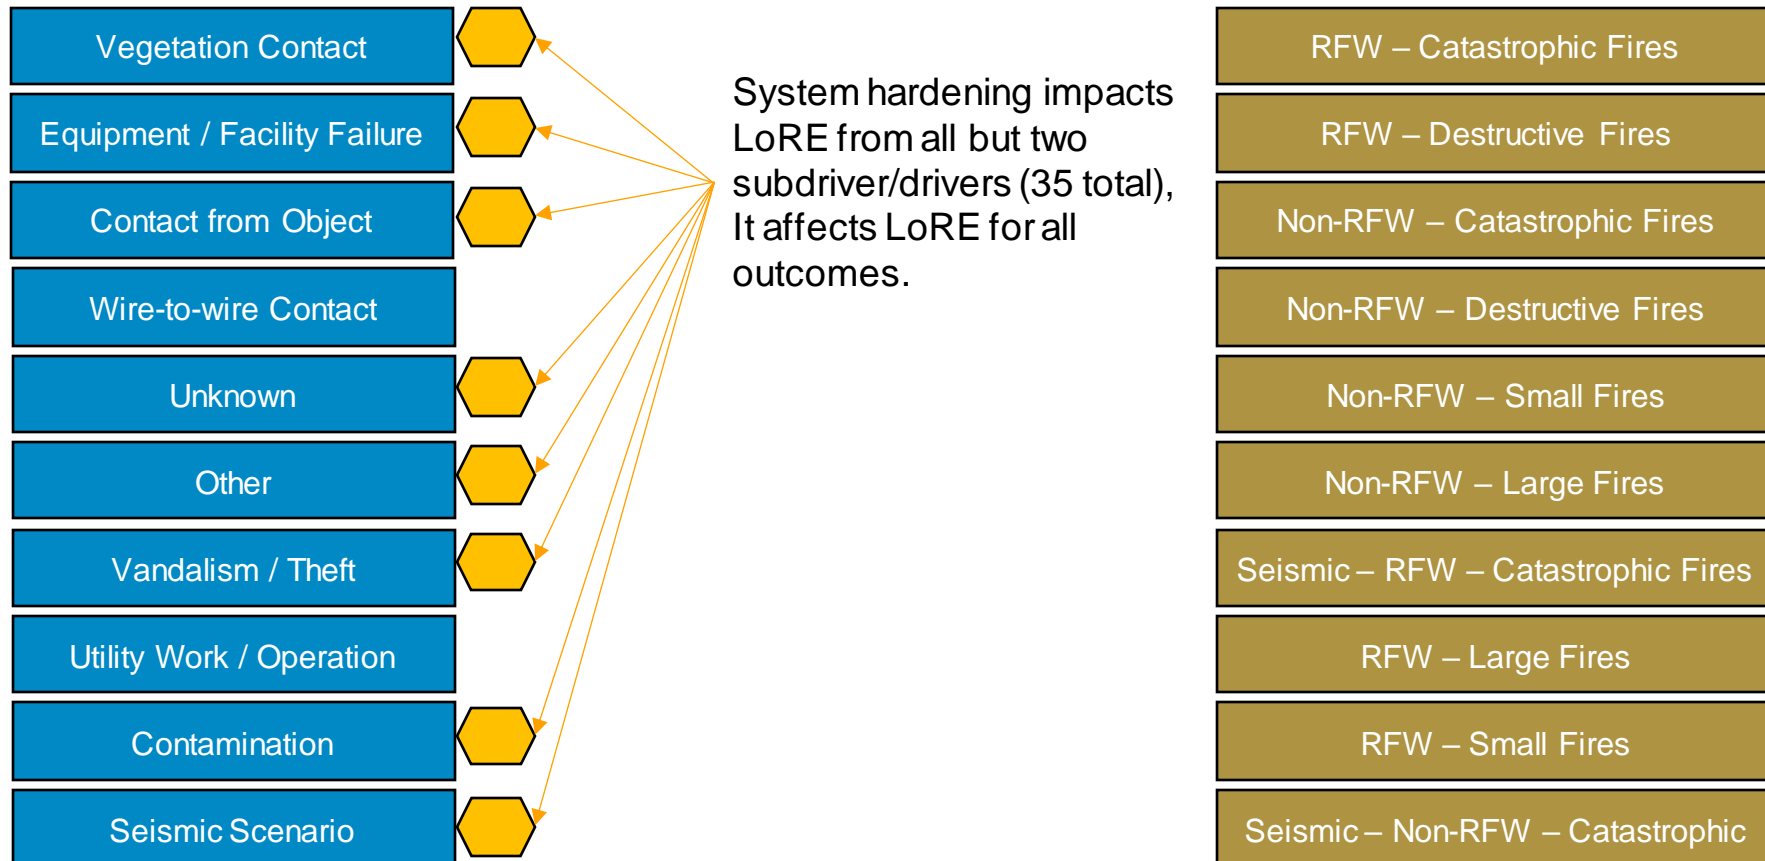 Vegetation Contact
Equipment / Facility Failure
Contact from Object
Wire-to-wire Contact
Unknown
Other
Vandalism / Theft
Utility Work / Operation
Contamination
Seismic Scenario
System hardening impacts
LoRE from all but two
subdriver/drivers (35 total),
It affects LoRE for all
outcomes.
RFW – Catastrophic Fires
RFW – Destructive Fires
Non-RFW – Catastrophic Fires
Non-RFW – Destructive Fires
Non-RFW – Small Fires
Non-RFW – Large Fires
Seismic – RFW – Catastrophic Fires
RFW – Large Fires
RFW – Small Fires
Seismic – Non-RFW – Catastrophic